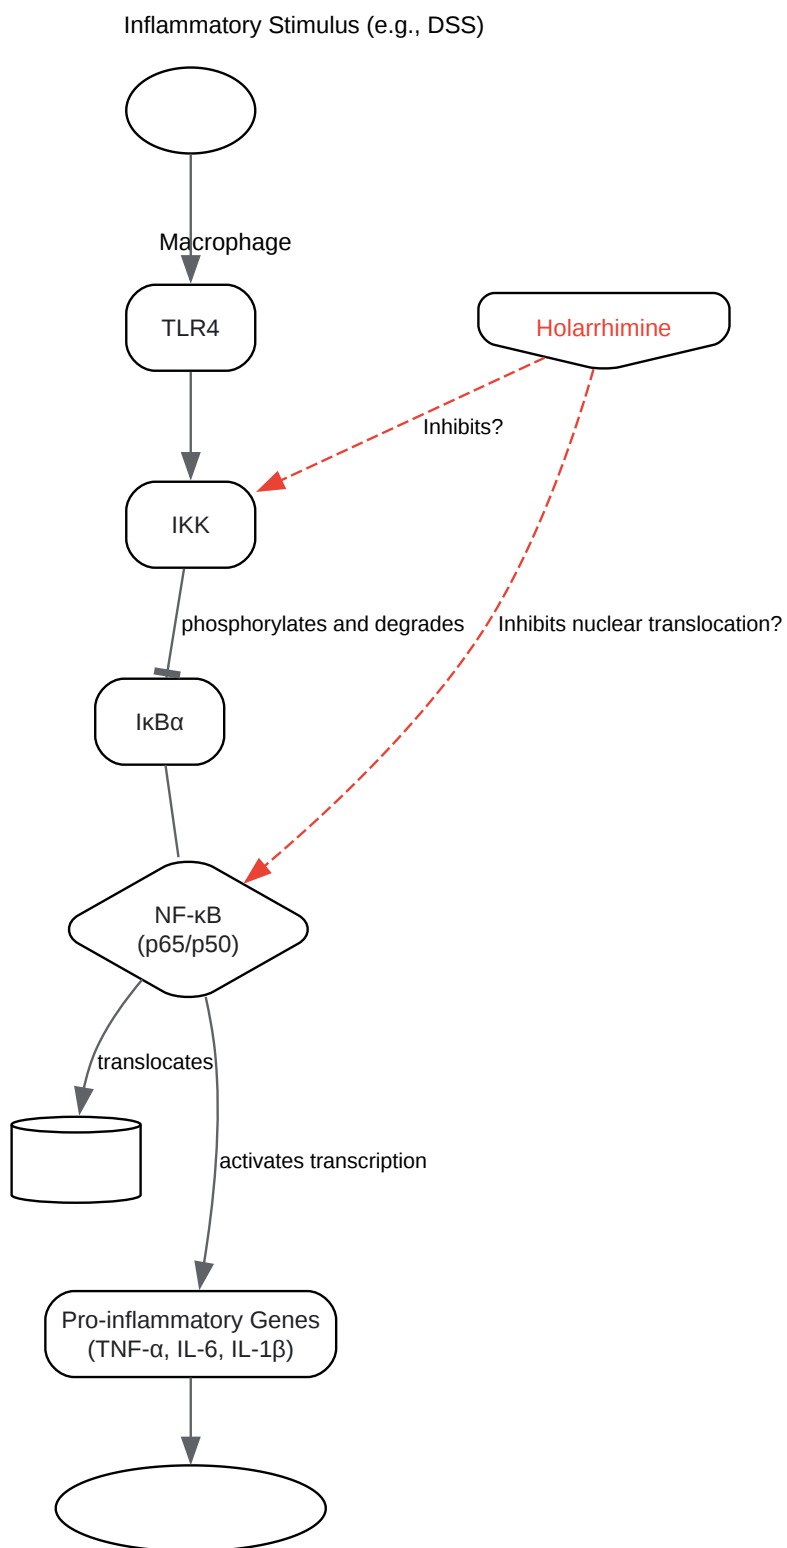 Inflammatory Stimulus (e.g., DSS)
Macrophage
TLR4
Holarrhimine
Inhibits?
IKK
phosphorylates and degrades
Inhibits nuclear translocation?
IκBα
NF-κB
(p65/p50)
translocates
activates transcription
Pro-inflammatory Genes
(TNF-α, IL-6, IL-1β)